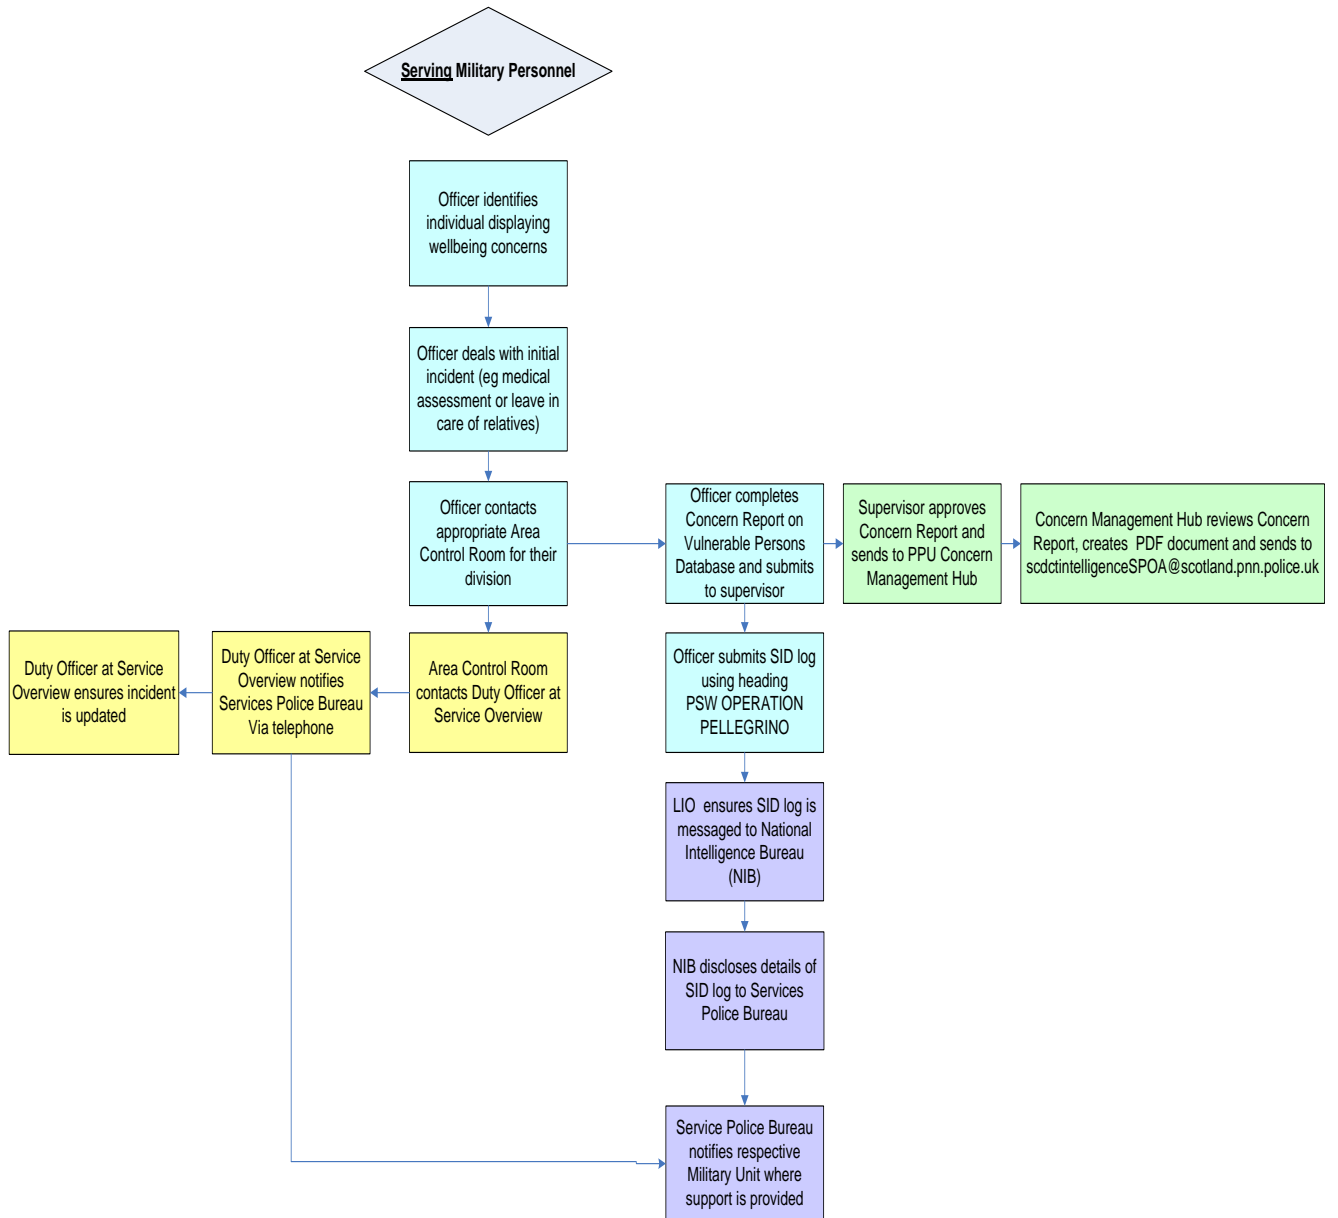 Serving Military Personnel
Officer identifies
individual displaying
wellbeing concerns
Officer deals with initial
incident (eg medical
assessment or leave in
care of relatives)
Officer contacts
appropriate Area
Control Room for their
division
Officer completes
Concern Report on
Vulnerable Persons
Database and submits
to supervisor
Supervisor approves
Concern Report and
sends to PPU Concern
Management Hub
Concern Management Hub reviews Concern
Report, creates PDF document and sends to
scdctintelligenceSPOA@scotland.pnn.police.uk
Duty Officer at Service
Overview ensures incident
is updated
Duty Officer at Service
Overview notifies
Services Police Bureau
Via telephone
Area Control Room
contacts Duty Officer at
Service Overview
Officer submits SID log
using heading
PSW OPERATION
PELLEGRINO
LIO ensures SID log is
messaged to National
Intelligence Bureau
(NIB)
NIB discloses details of
SID log to Services
Police Bureau
Service Police Bureau
notifies respective
Military Unit where
support is provided